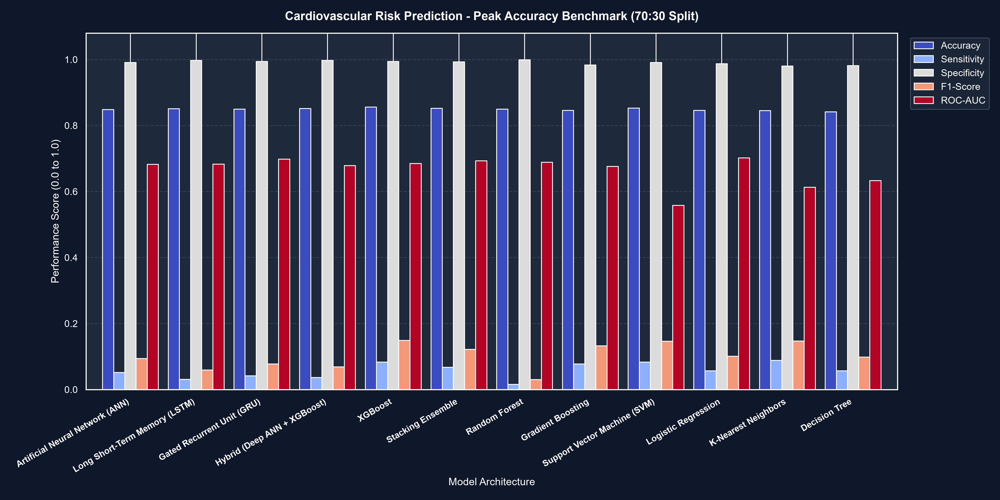 Cardiovascular Risk Prediction - Peak Accuracy Benchmark (70:30 Split)
Accuracy
Sensitivity
Specificity
F1-Score
ROC-AUC
Performance Score (0.0 to 1.0)
1.0
0.8
0.6
0.4
0.2
0.0
Artificial Neural Network (ANN)
Long Short-Term Memory (LSTM)
Gated Recurrent Unit (GRU)
Hybrid (Deep ANN + XGBoost)
XGBoost
Stacking Ensemble
Random Forest
Gradient Boosting
Support Vector Machine (SVM)
Logistic Regression
K-Nearest Neighbors
Decision Tree
Model Architecture